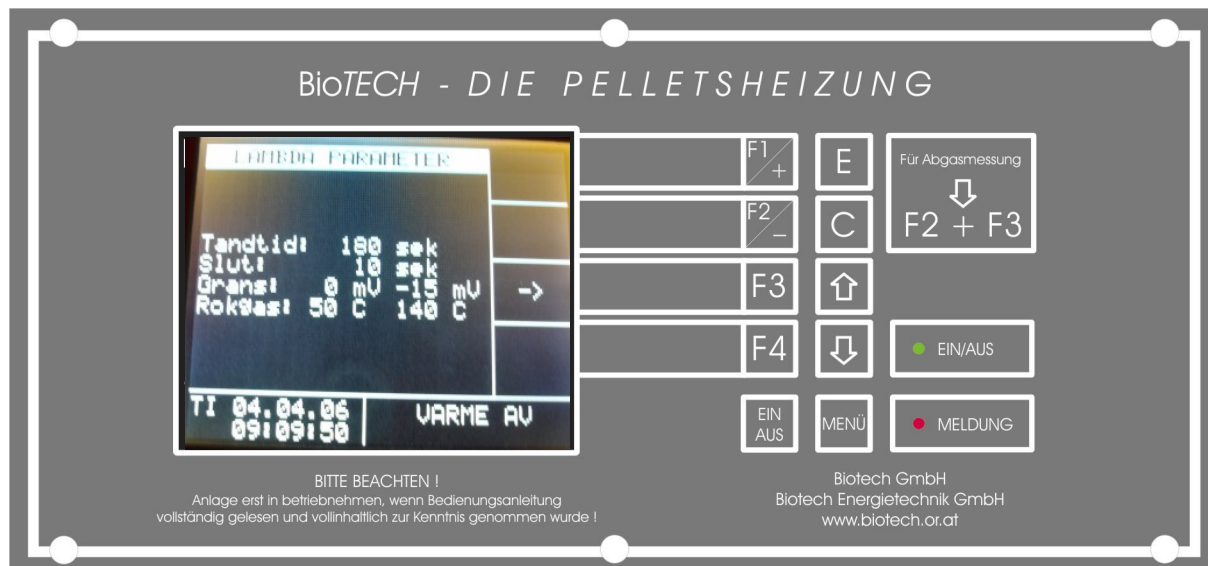 BioTECH - DIE PELLETSHEIZUNG
LAMBDA PARAMETER
Tandtid: 180 sek
Slut: 10 sek
Grans: 0 mV -15 mV
Rokgas: 50 C 140 C
->
TI 04.04.06
09:09:50
VARME AV
F1/+
F2/-
F3
F4
E
C
⇧
⇩
EIN
AUS
MENÜ
Für Abgasmessung
⇩
F2 + F3
EIN/AUS
MELDUNG
BITTE BEACHTEN !
Anlage erst in betriebnehmen, wenn Bedienungsanleitung
vollständig gelesen und vollinhaltlich zur Kenntnis genommen wurde !
Biotech GmbH
Biotech Energietechnik GmbH
www.biotech.or.at